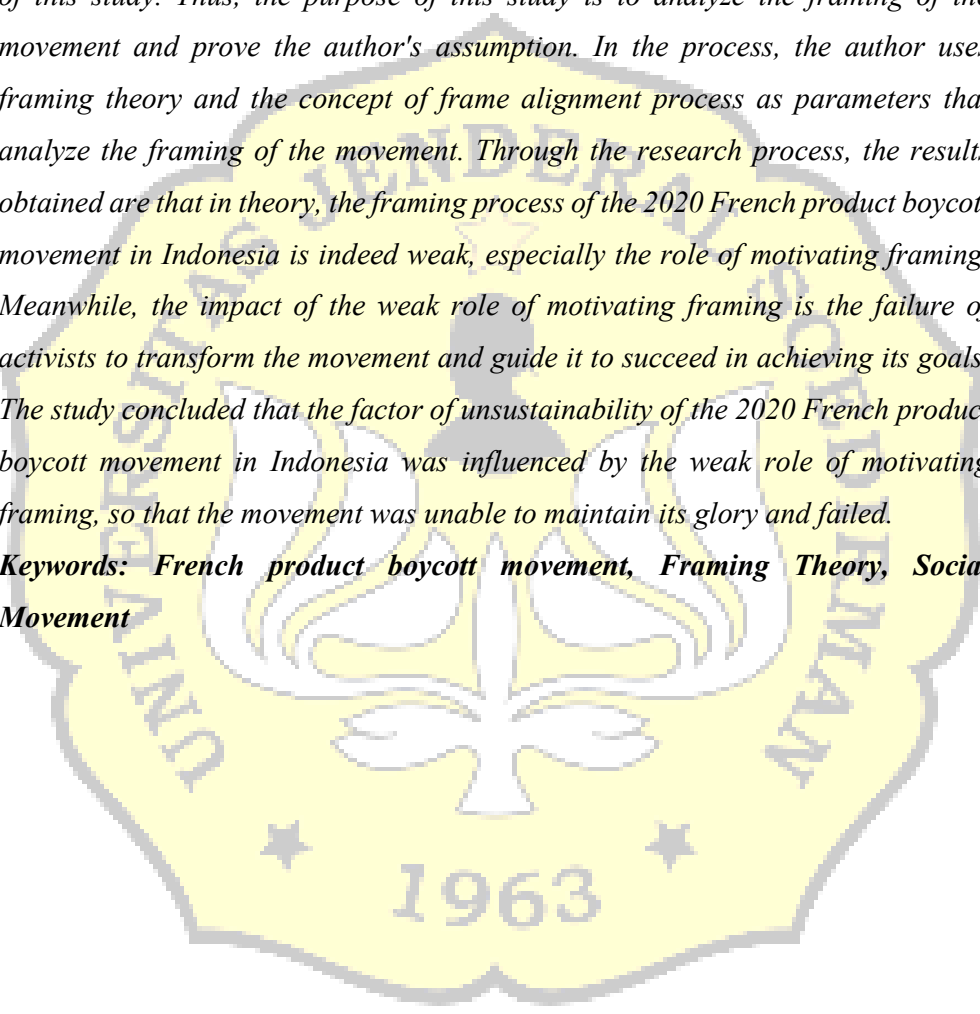 of this study. Thus, the purpose of this study is to analyze the framing of the
movement and prove the author's assumption. In the process, the author uses
framing theory and the concept of frame alignment process as parameters tha
analyze the framing of the movement. Through the research process, the result
obtained are that in theory, the framing process of the 2020 French product boycot
movement in Indonesia is indeed weak, especially the role of motivating framing
Meanwhile, the impact of the weak role of motivating framing is the failure of
activists to transform the movement and guide it to succeed in achieving its goals
The study concluded that the factor of unsustainability of the 2020 French produc
boycott movement in Indonesia was influenced by the weak role of motivating
framing, so that the movement was unable to maintain its glory and failed.
Keywords: French product boycott movement, Framing Theory, Socia
Movement
UNIVERSITAS JENDERAL SOEDIRMAN
1963